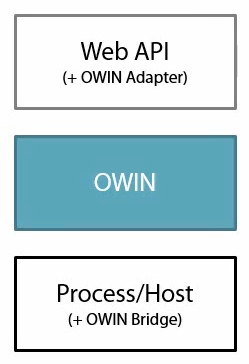 Web API
(+ OWIN Adapter)
OWIN
Process/Host
(+ OWIN Bridge)